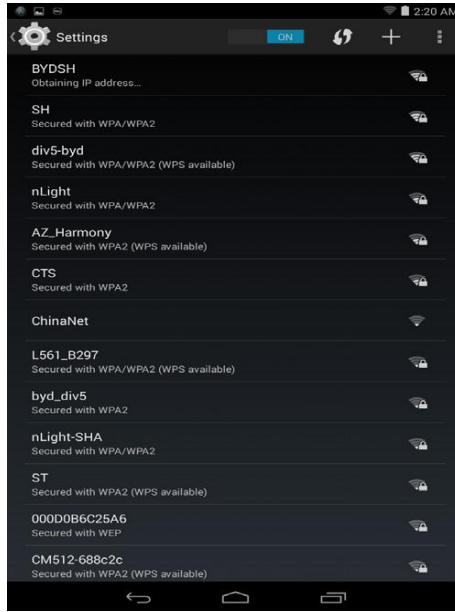 2:20 AM
Settings
ON
BYDSH
Obtaining IP address...
SH
Secured with WPA/WPA2
div5-byd
Secured with WPA/WPA2 (WPS available)
nLight
Secured with WPA/WPA2
AZ_Harmony
Secured with WPA2 (WPS available)
CTS
Secured with WPA2
ChinaNet
L561_B297
Secured with WPA/WPA2 (WPS available)
byd_div5
Secured with WPA2
nLight-SHA
Secured with WPA/WPA2
ST
Secured with WPA2 (WPS available)
000D0B6C25A6
Secured with WEP
CM512-688c2c
Secured with WPA2 (WPS available)